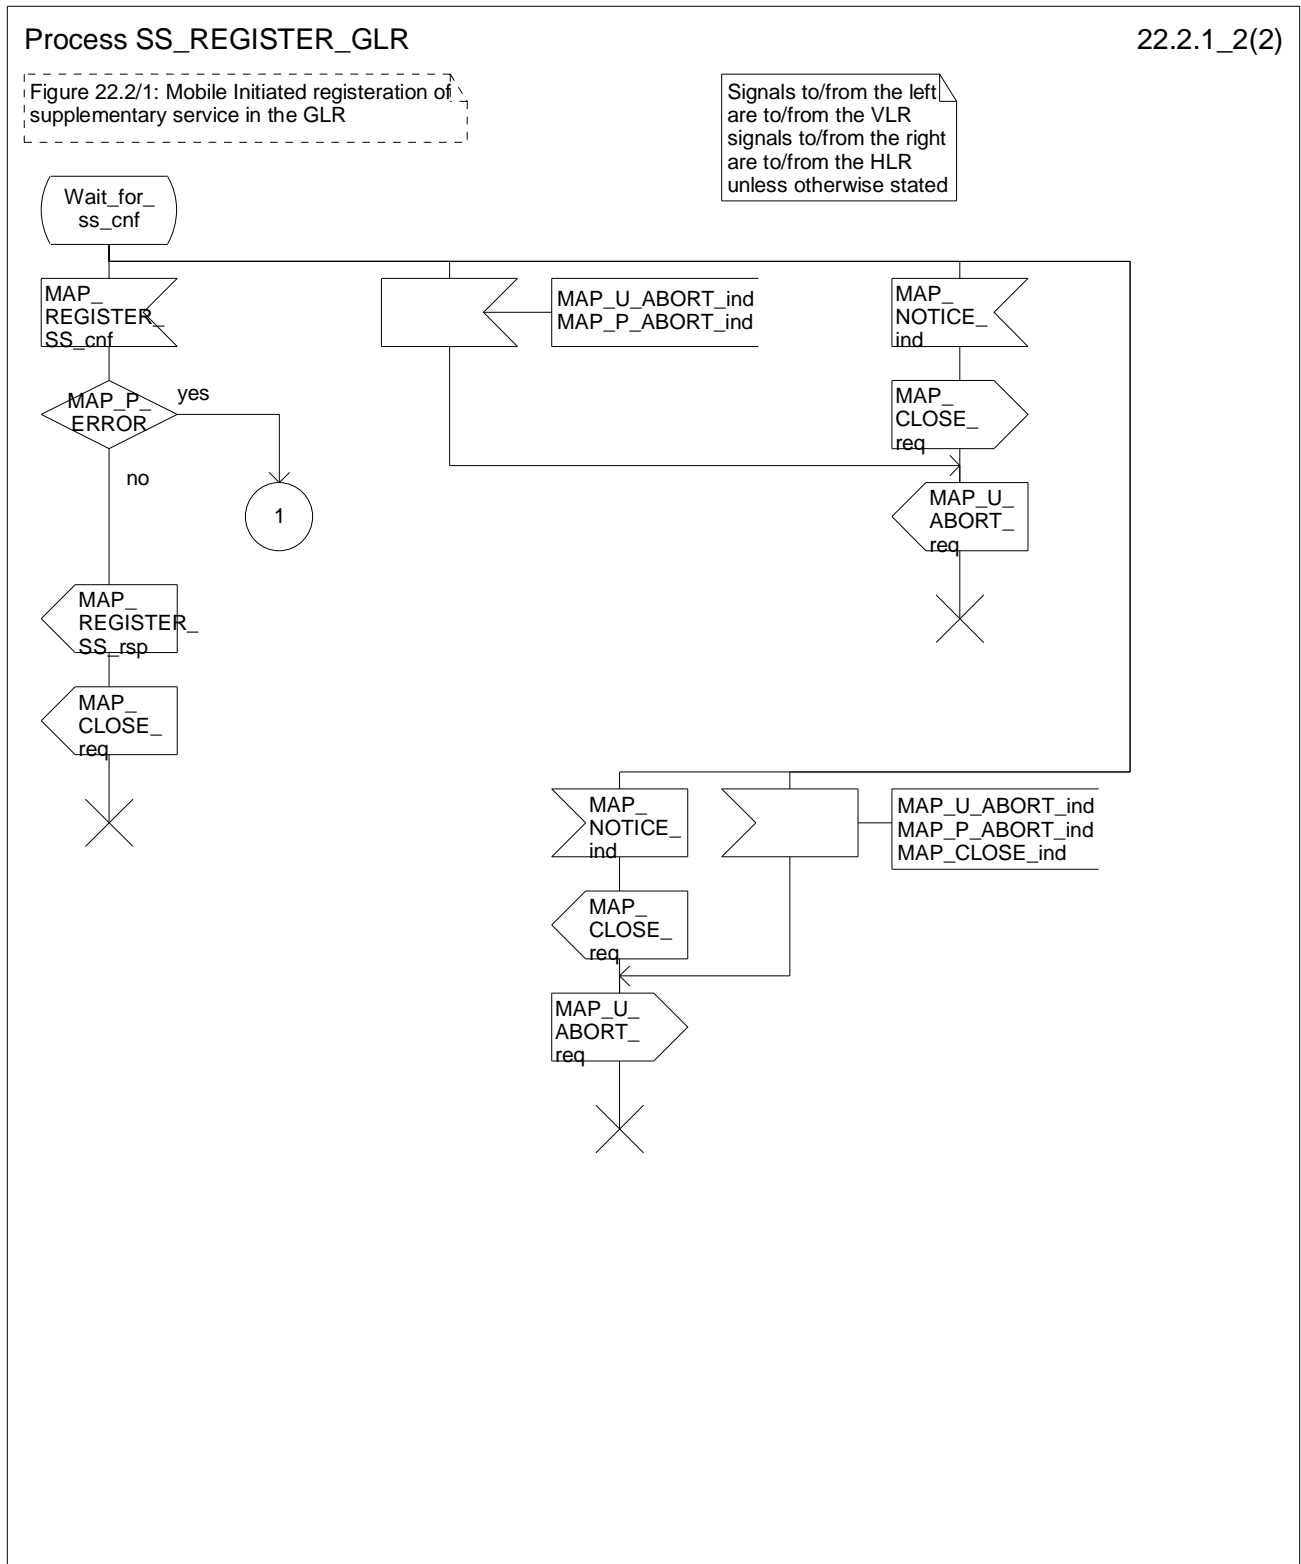 Process SS_REGISTER_GLR
22.2.1_2(2)
Figure 22.2/1: Mobile Initiated registeration of
supplementary service in the GLR
Signals to/from the left
are to/from the VLR
signals to/from the right
are to/from the HLR
unless otherwise stated
Wait_for_
ss_cnf
MAP_
REGISTER_
SS_cnf
MAP_U_ABORT_ind
MAP_P_ABORT_ind
MAP_
NOTICE_
ind
MAP_P_
ERROR
yes
no
1
MAP_
CLOSE_
req
MAP_U_
ABORT_
req
MAP_
REGISTER_
SS_rsp
MAP_
CLOSE_
req
MAP_
NOTICE_
ind
MAP_U_ABORT_ind
MAP_P_ABORT_ind
MAP_CLOSE_ind
MAP_
CLOSE_
req
MAP_U_
ABORT_
req